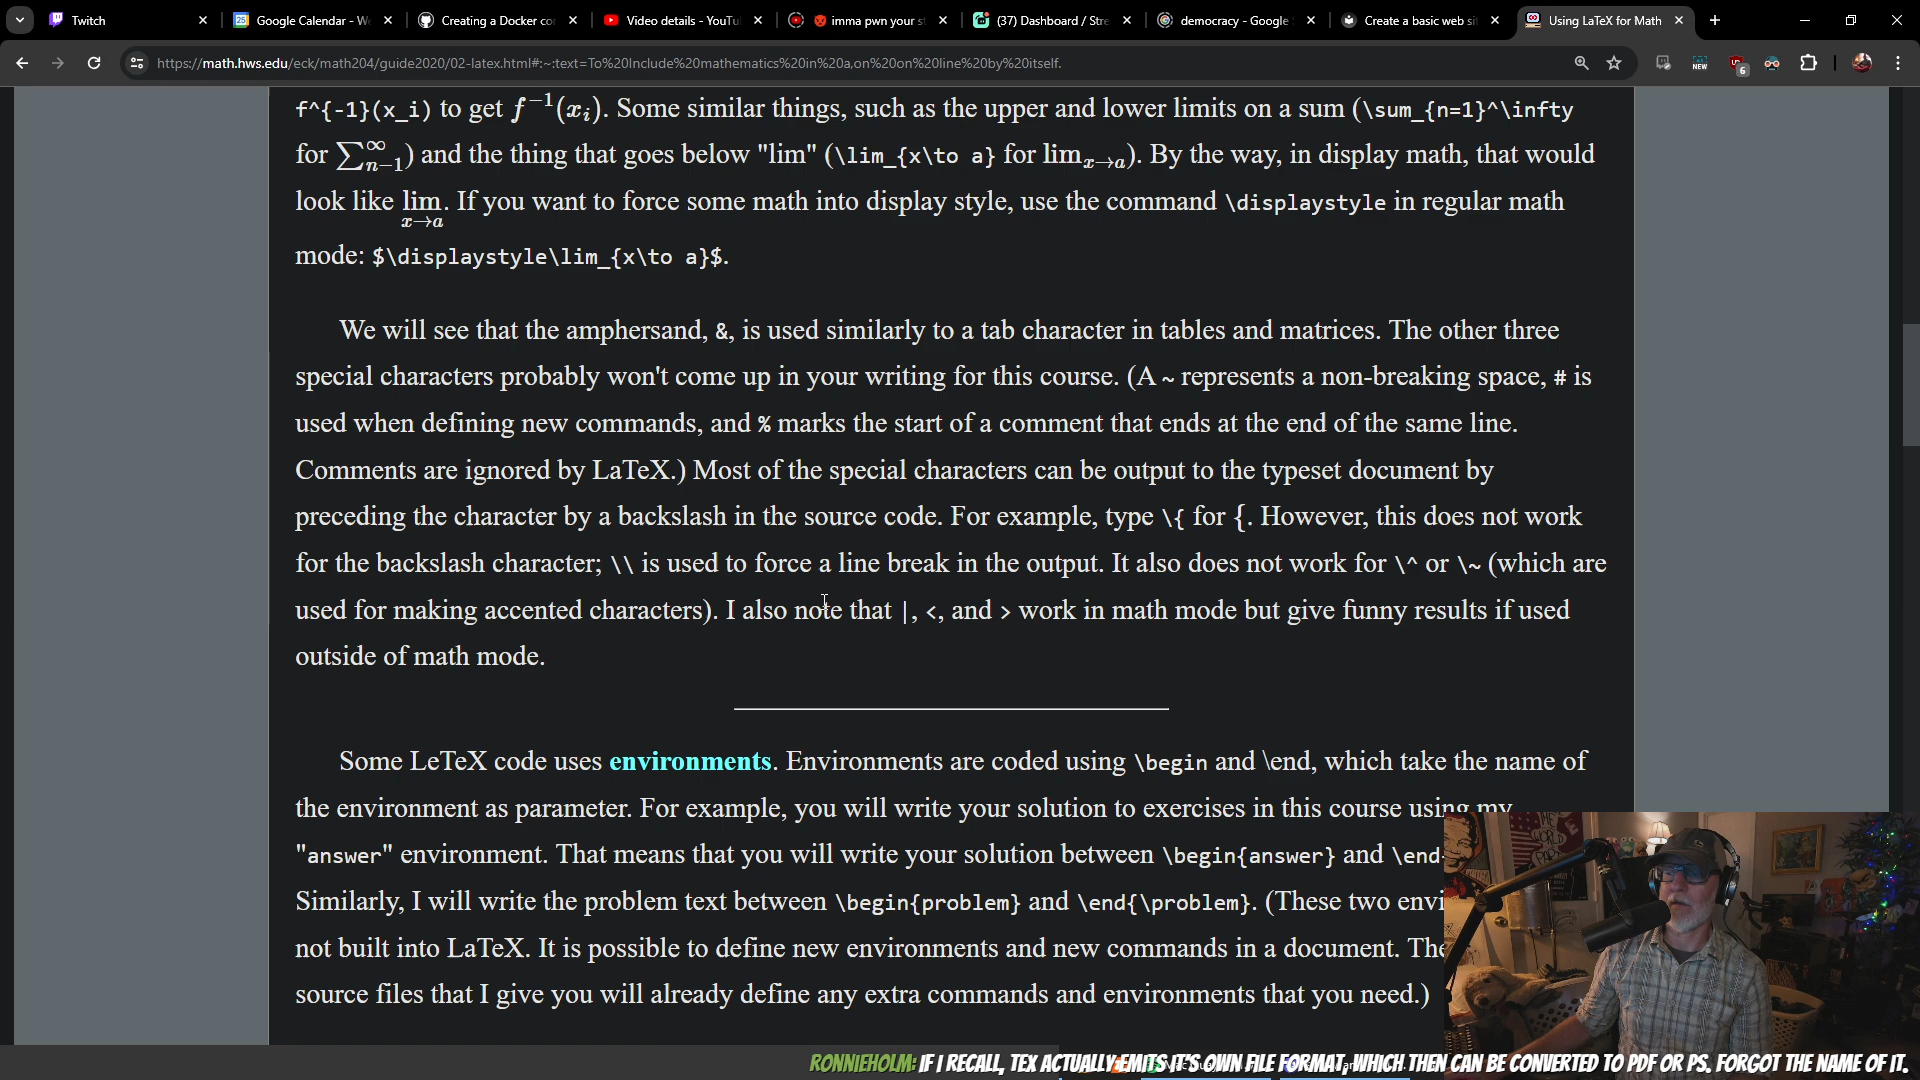 Twitch
Google Calendar - We
Creating a Docker co
Video details - YouTu
imma pwn your s
(37) Dashboard / Stre
democracy - Google
Create a basic web si
Using LaTeX for Math
https://math.hws.edu/eck/math204/guide2020/02-latex.html#:~:text=To%20Include%20mathematics%20in%20a,on%20on%20line%20by%20itself.
NEW
6
f^{-1}(x_i) to get f⁻¹(xᵢ). Some similar things, such as the upper and lower limits on a sum (\sum_{n=1}^\infty
for ∑_{n−1}^∞) and the thing that goes below "lim" (\lim_{x\to a} for lim_{x→a}). By the way, in display math, that would
look like lim_{x→a}. If you want to force some math into display style, use the command \displaystyle in regular math
mode: $\displaystyle\lim_{x\to a}$.
We will see that the amphersand, &, is used similarly to a tab character in tables and matrices. The other three
special characters probably won't come up in your writing for this course. (A ~ represents a non-breaking space, # is
used when defining new commands, and % marks the start of a comment that ends at the end of the same line.
Comments are ignored by LaTeX.) Most of the special characters can be output to the typeset document by
preceding the character by a backslash in the source code. For example, type \{ for {. However, this does not work
for the backslash character; \\ is used to force a line break in the output. It also does not work for \^ or \~ (which are
used for making accented characters). I also note that |, <, and > work in math mode but give funny results if used
outside of math mode.
Some LeTeX code uses environments. Environments are coded using \begin and \end, which take the name of
the environment as parameter. For example, you will write your solution to exercises in this course using my
"answer" environment. That means that you will write your solution between \begin{answer} and \end
Similarly, I will write the problem text between \begin{problem} and \end{\problem}. (These two envi
not built into LaTeX. It is possible to define new environments and new commands in a document. The
source files that I give you will already define any extra commands and environments that you need.)
RONNIEHOLM: IF I RECALL, TEX ACTUALLY EMITS IT'S OWN FILE FORMAT, WHICH THEN CAN BE CONVERTED TO PDF OR PS. FORGOT THE NAME OF IT.